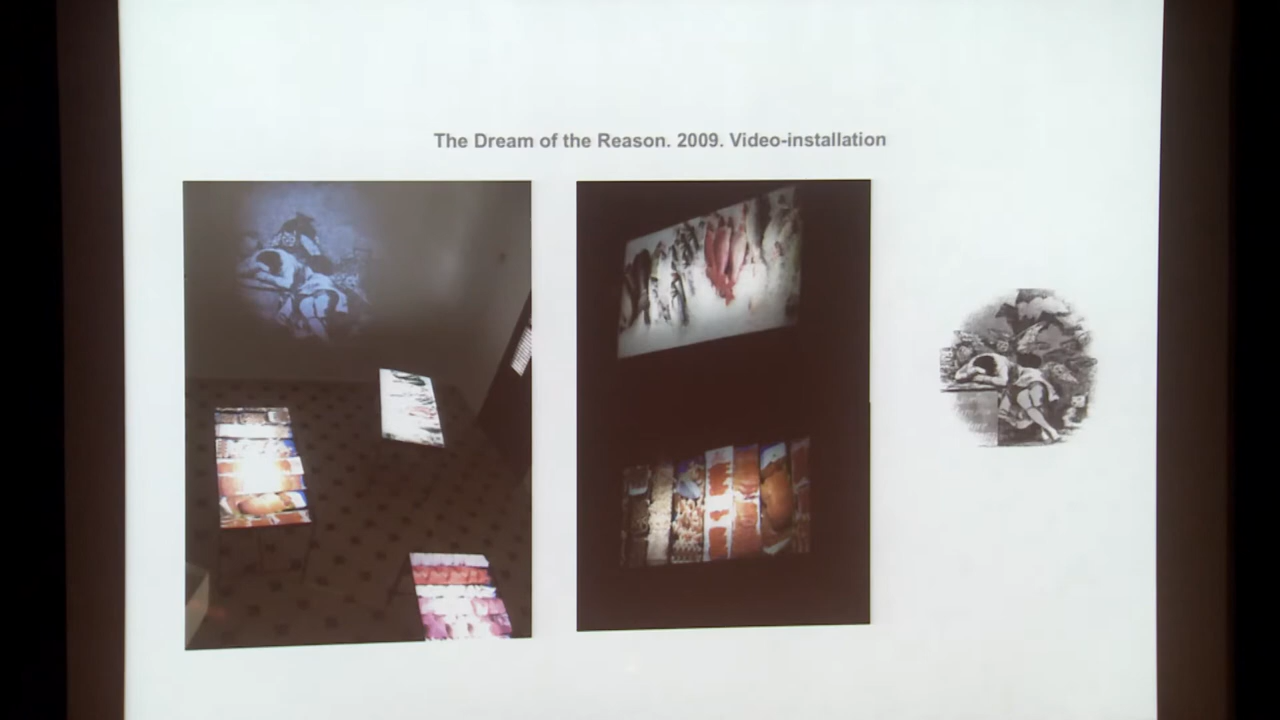 The Dream of the Reason. 2009. Video-installation